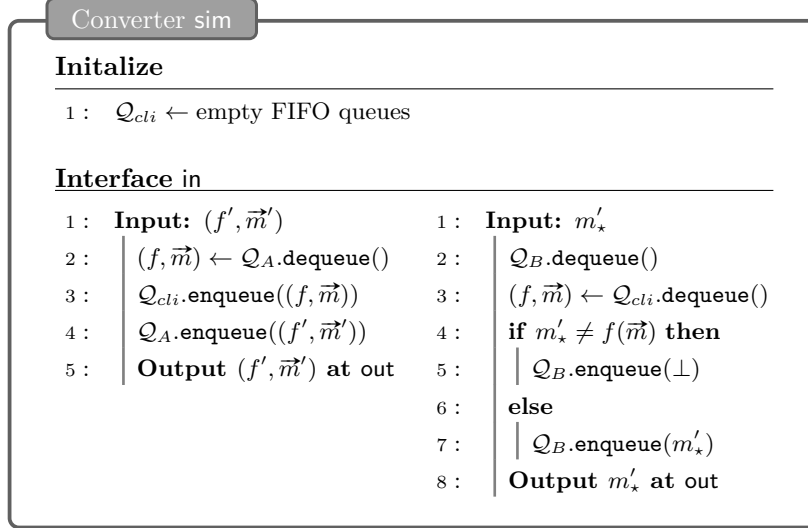 Converter sim
Initalize
1 : 𝒬_cli ← empty FIFO queues
Interface in
1 : Input: (f′, m⃗′)
2 : (f, m⃗) ← 𝒬_A.dequeue()
3 : 𝒬_cli.enqueue((f, m⃗))
4 : 𝒬_A.enqueue((f′, m⃗′))
5 : Output (f′, m⃗′) at out
1 : Input: m′_⋆
2 : 𝒬_B.dequeue()
3 : (f, m⃗) ← 𝒬_cli.dequeue()
4 : if m′_⋆ ≠ f(m⃗) then
5 : 𝒬_B.enqueue(⊥)
6 : else
7 : 𝒬_B.enqueue(m′_⋆)
8 : Output m′_⋆ at out